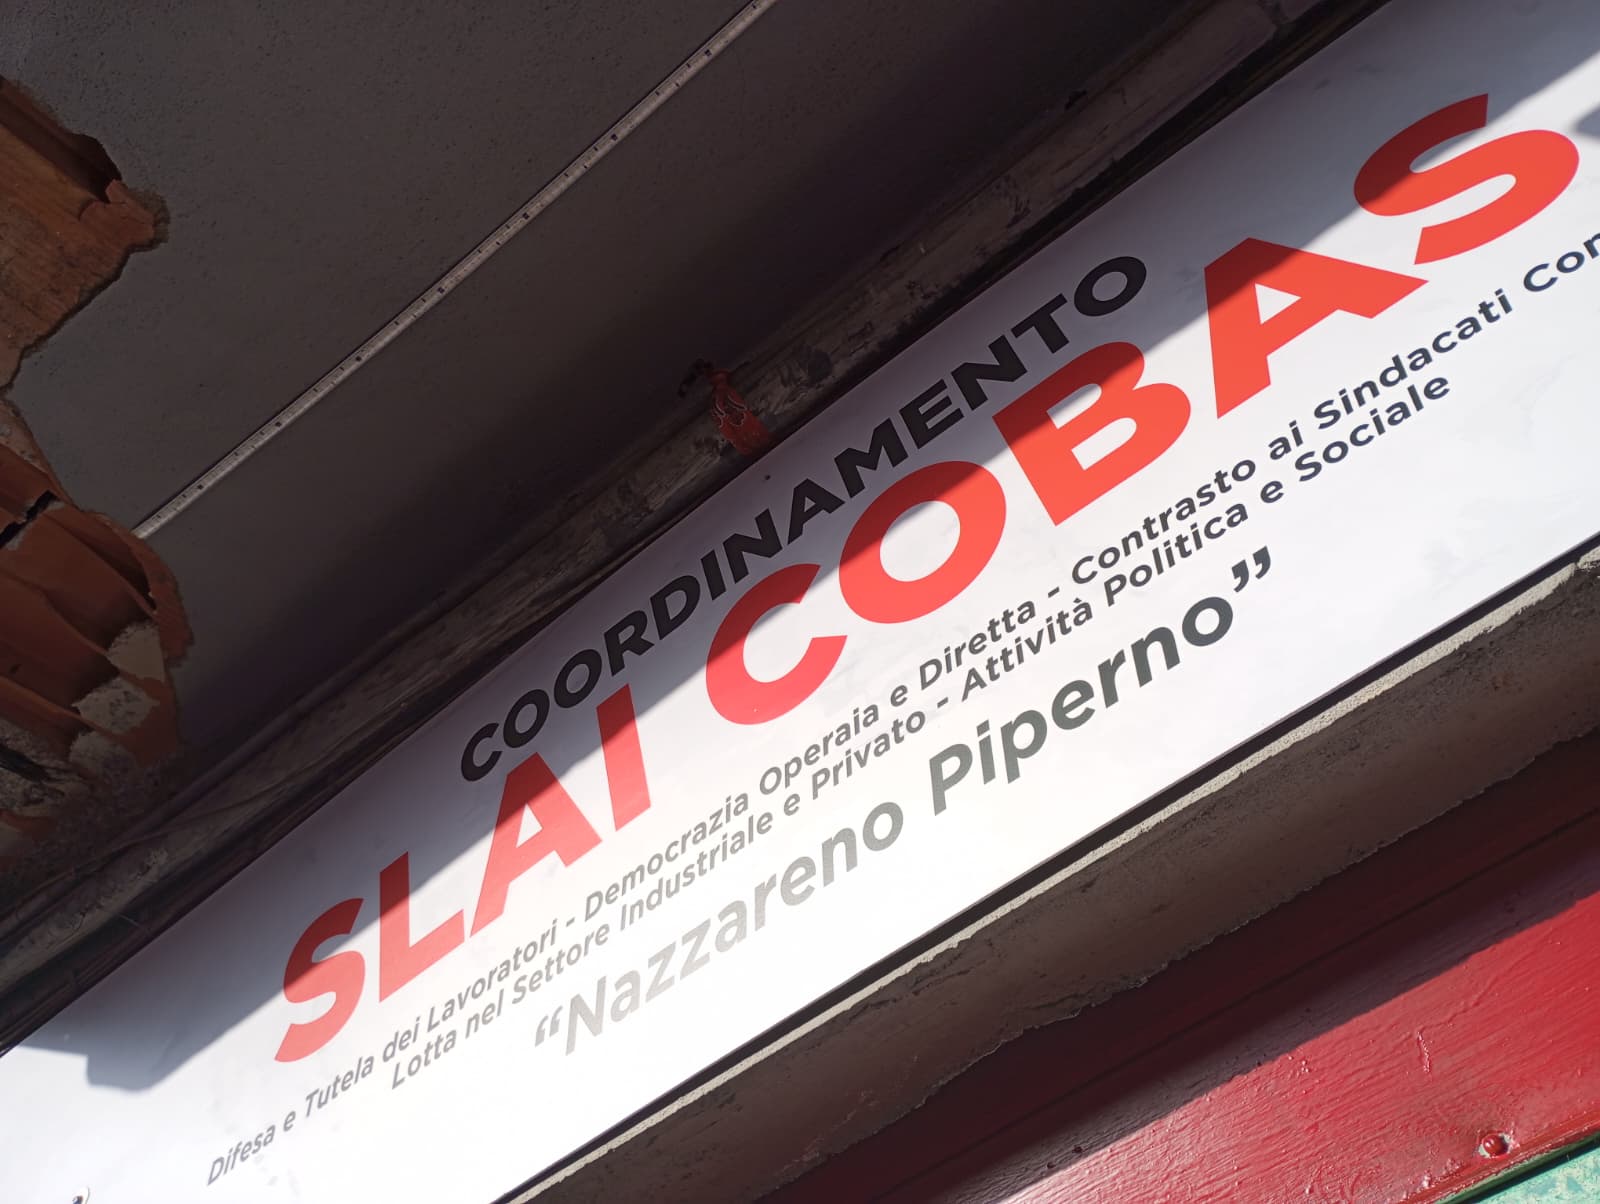 COORDINAMENTO
SLAI COBAS
Difesa e Tutela dei Lavoratori - Democrazia Operaia e Diretta - Contrasto ai Sindacati
Lotta nel Settore Industriale e Privato - Attività Politica e Sociale
“Nazzareno Piperno”